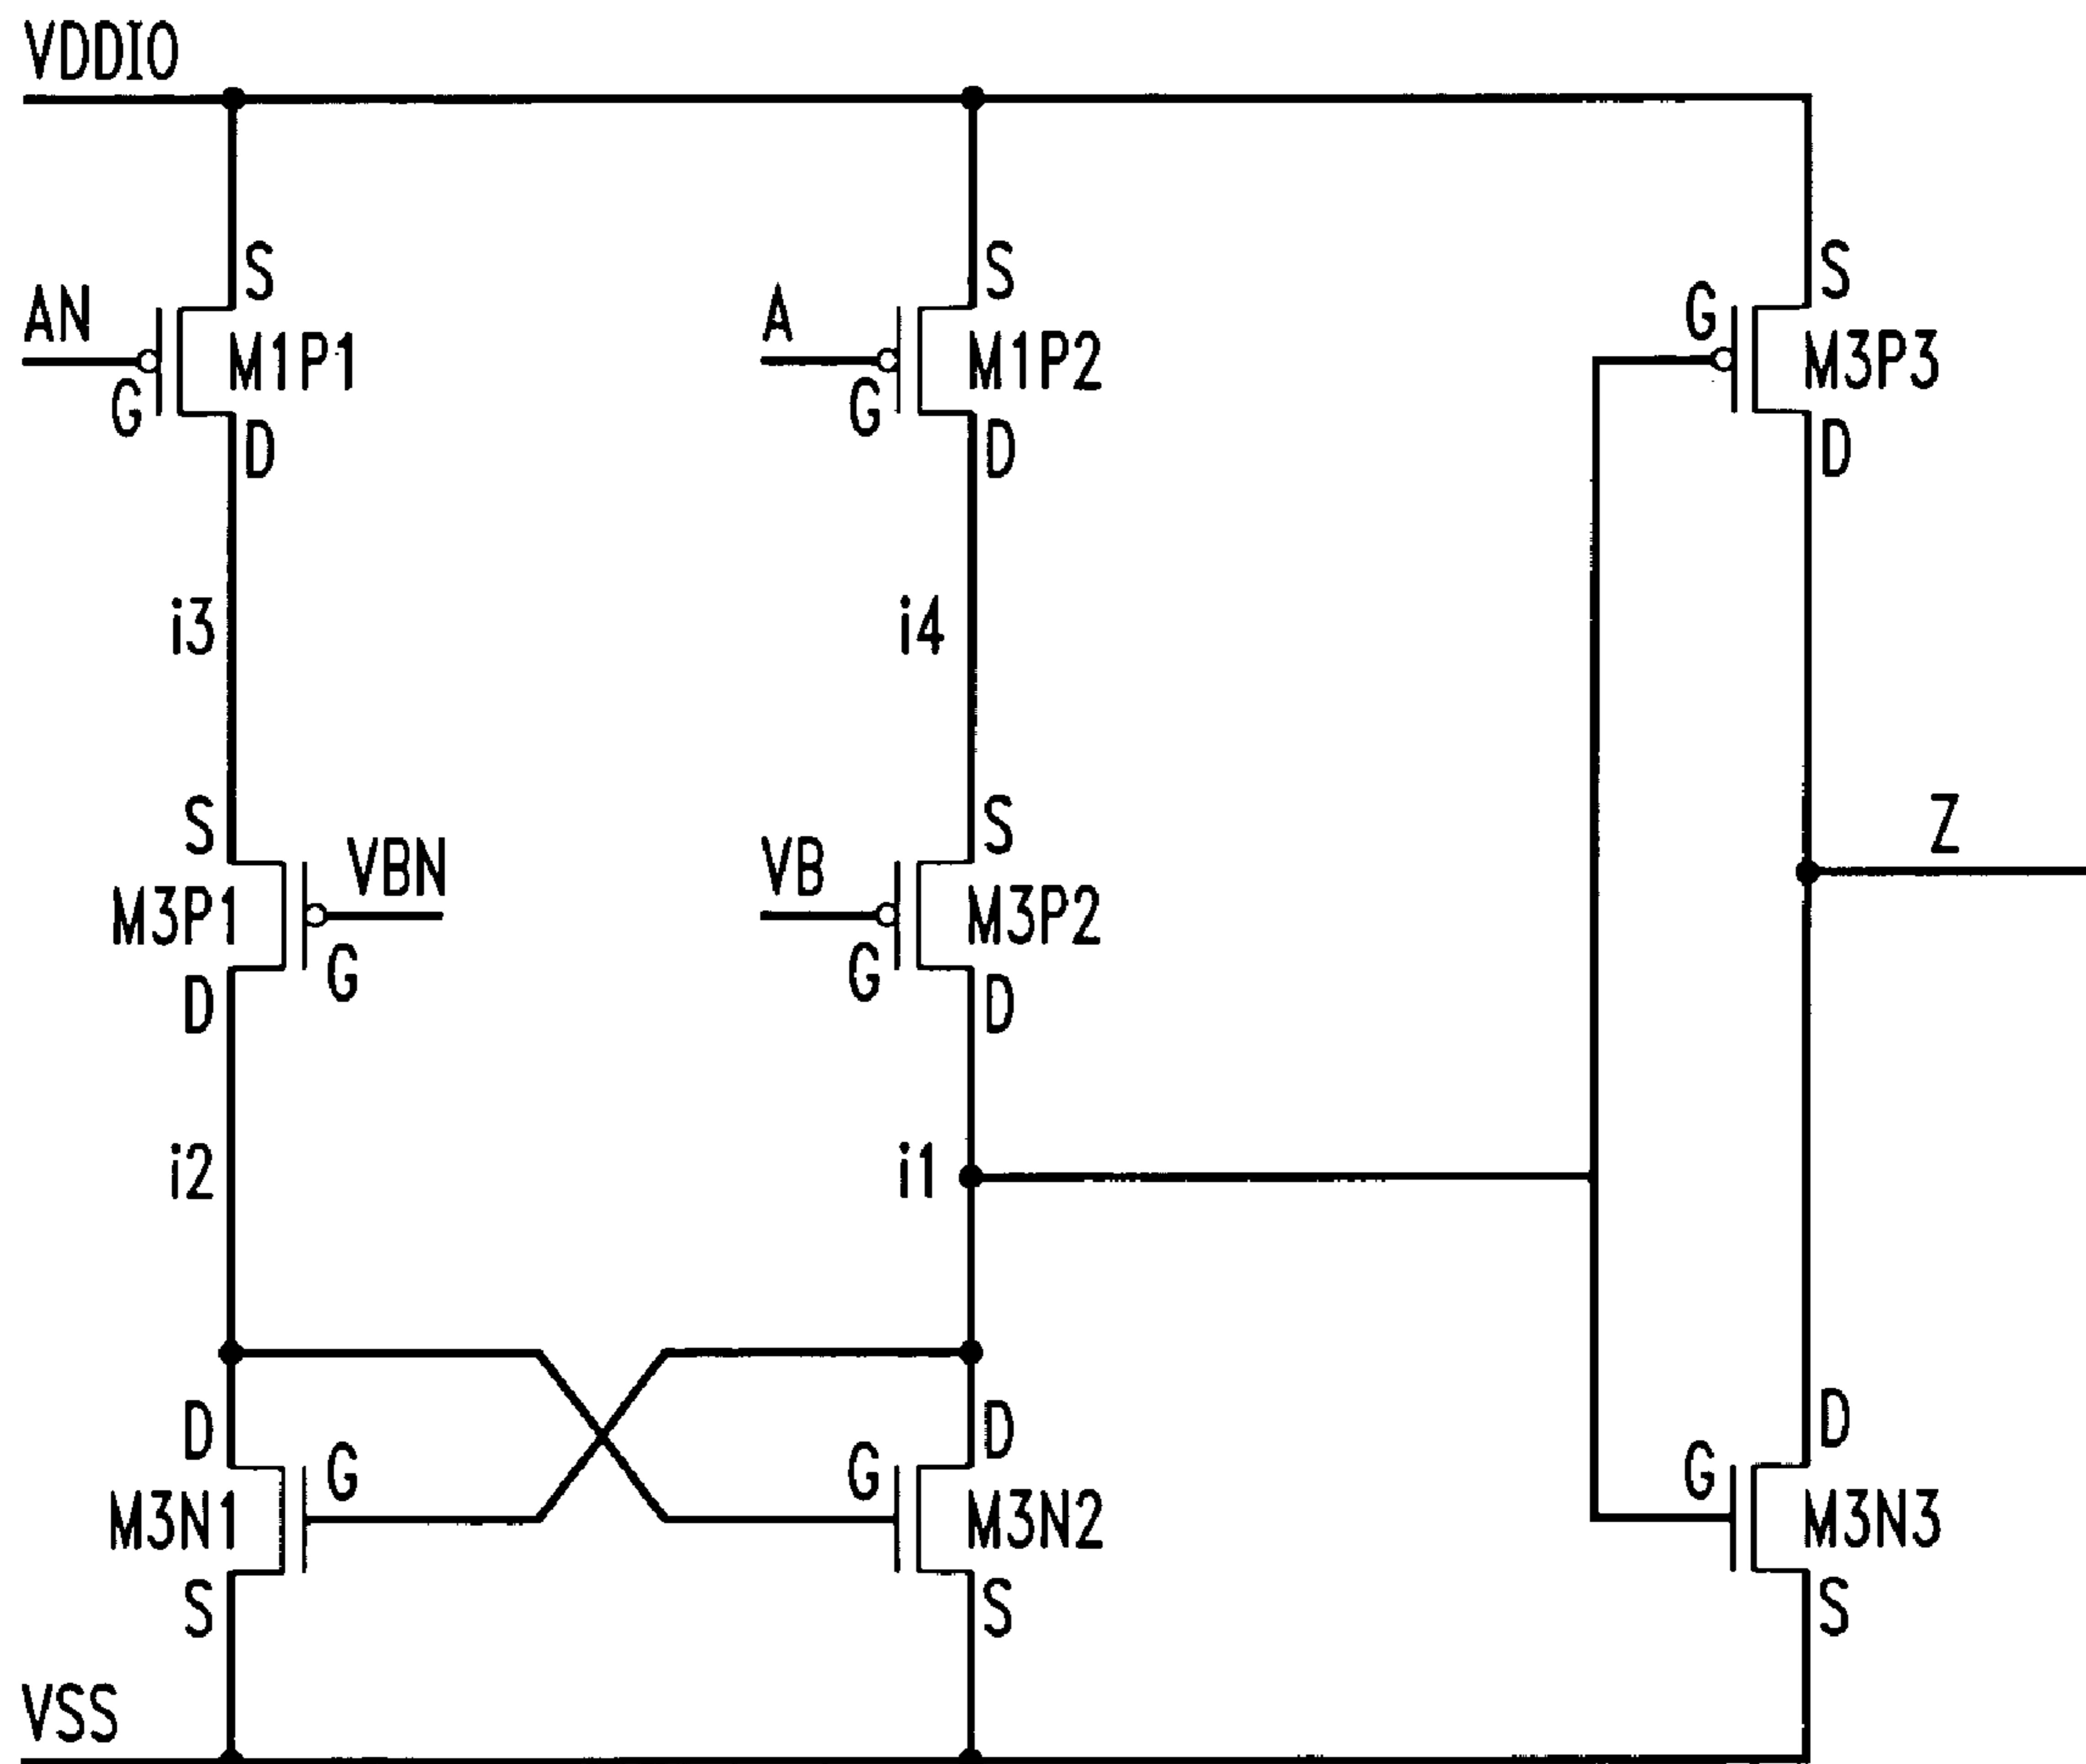 VDDIO
S S S
AN A G
M1P1 M1P2 M3P3
G G
D D D
i3 i4
S S Z
VBN VB
M3P1 M3P2
G G
D D
i2 i1
D D D
G G G
M3N1 M3N2 M3N3
S S S
VSS